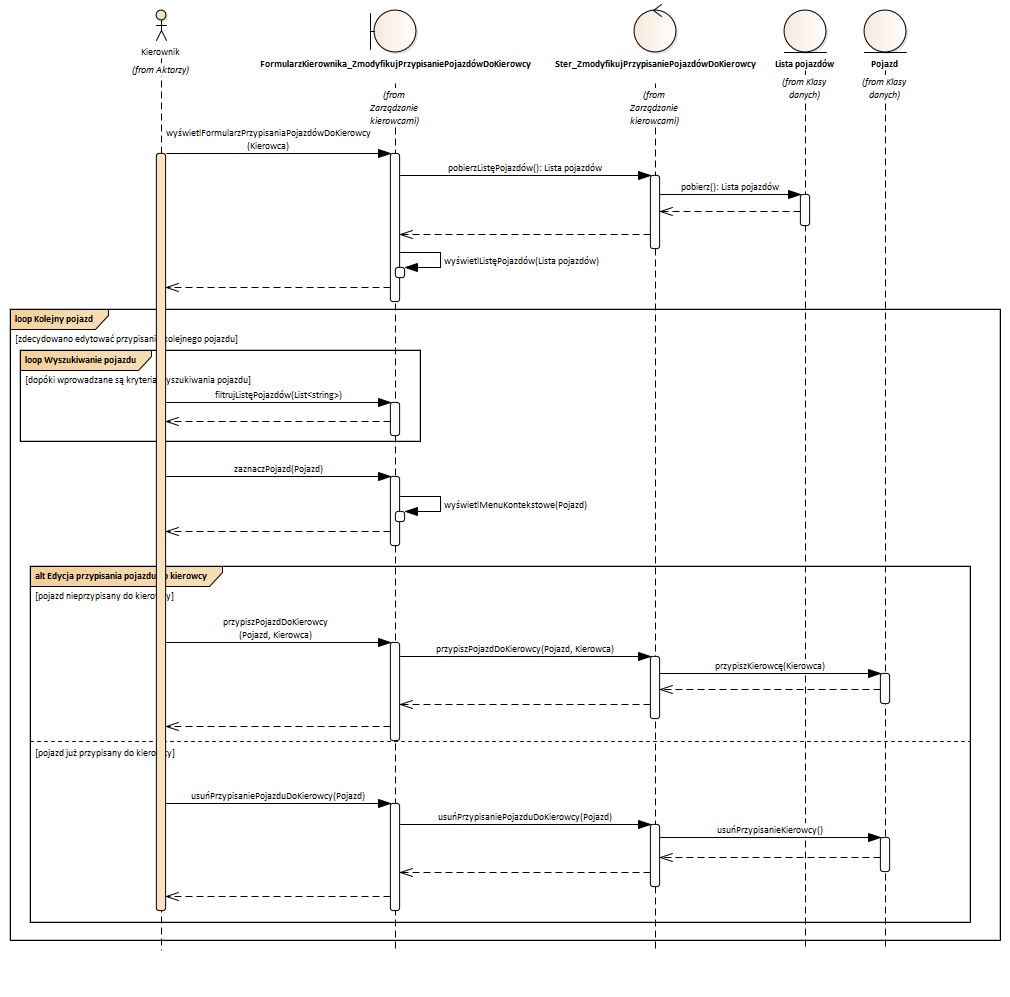 Kierownik
(from Aktorzy)
FormularzKierownika_ZmodyfikujPrzypisaniePojazdówDoKierowcy
(from
Zarządzanie
kierowcami)
Ster_ZmodyfikujPrzypisaniePojazdówDoKierowcy
(from
Zarządzanie
kierowcami)
Lista pojazdów
(from Klasy
danych)
Pojazd
(from Klasy
danych)
wyświetlFormularzPrzypisaniaPojazdówDoKierowcy
(Kierowca)
pobierzListęPojazdów(): Lista pojazdów
pobierz(): Lista pojazdów
wyświetlListęPojazdów(Lista pojazdów)
loop Kolejny pojazd
[zdecydowano edytować przypisanie kolejnego pojazdu]
loop Wyszukiwanie pojazdu
[dopóki wprowadzane są kryteria wyszukiwania pojazdu]
filtrujListęPojazdów(List<string>)
zaznaczPojazd(Pojazd)
wyświetlMenuKontekstowe(Pojazd)
alt Edycja przypisania pojazdu do kierowcy
[pojazd nieprzypisany do kierowcy]
przypiszPojazdDoKierowcy
(Pojazd, Kierowca)
przypiszPojazdDoKierowcy(Pojazd, Kierowca)
przypiszKierowcę(Kierowca)
[pojazd już przypisany do kierowcy]
usuńPrzypisaniePojazduDoKierowcy(Pojazd)
usuńPrzypisaniePojazduDoKierowcy(Pojazd)
usuńPrzypisanieKierowcy()